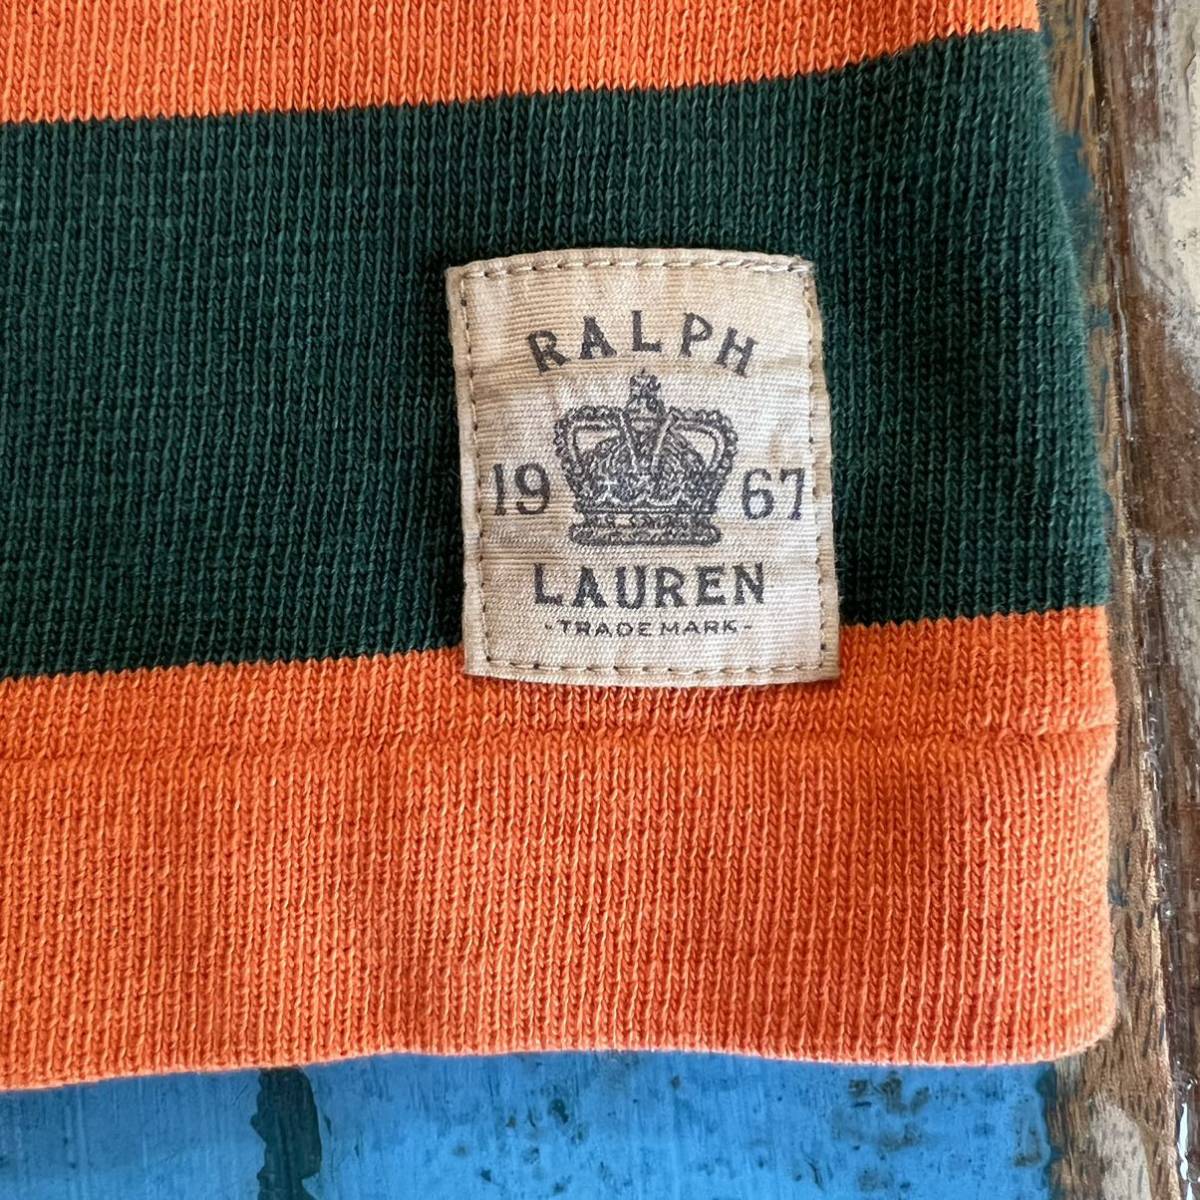 RALPH
19 67
LAUREN
-TRADEMARK-